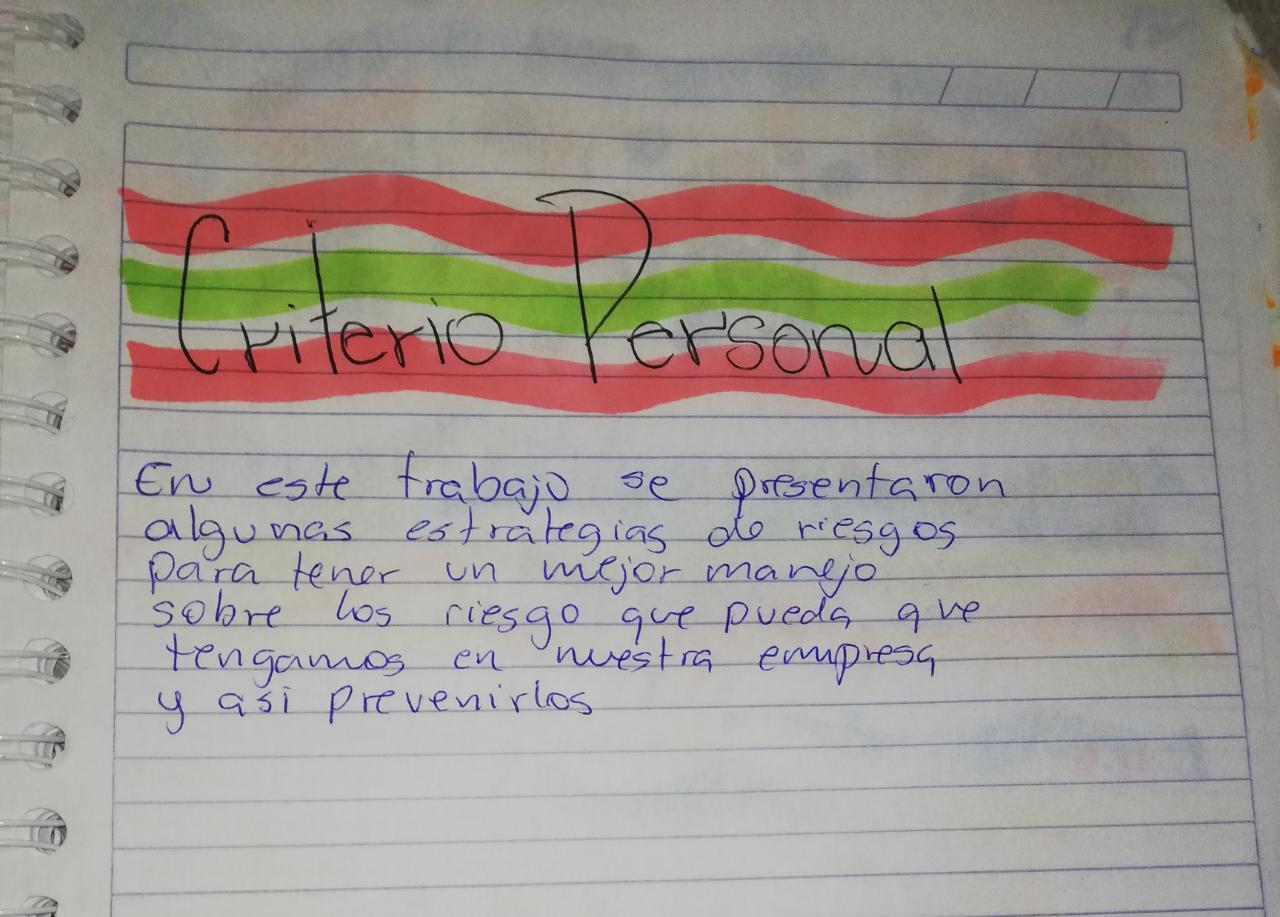 Criterio Personal
En este trabajo se presentaron
algunas estrategias de riesgos
para tener un mejor manejo
sobre los riesgo que pueda que
tengamos en nuestra empresa
y asi prevenirlos